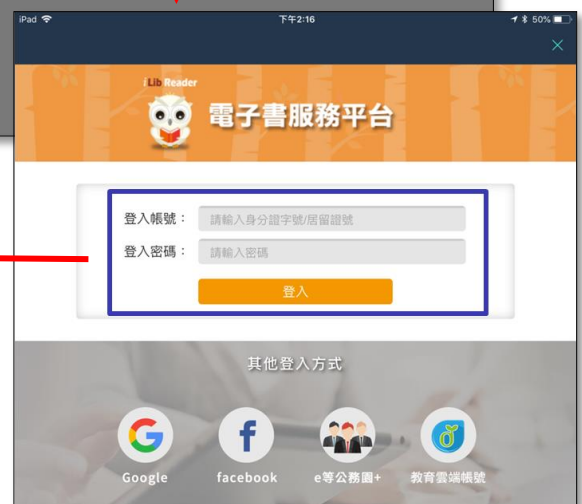 iPad 下午2:16 50%
iLib Reader
電子書服務平台
登入帳號： 請輸入身分證字號/居留證號
登入密碼： 請輸入密碼
登入
其他登入方式
Google facebook e等公務園+ 教育雲端帳號